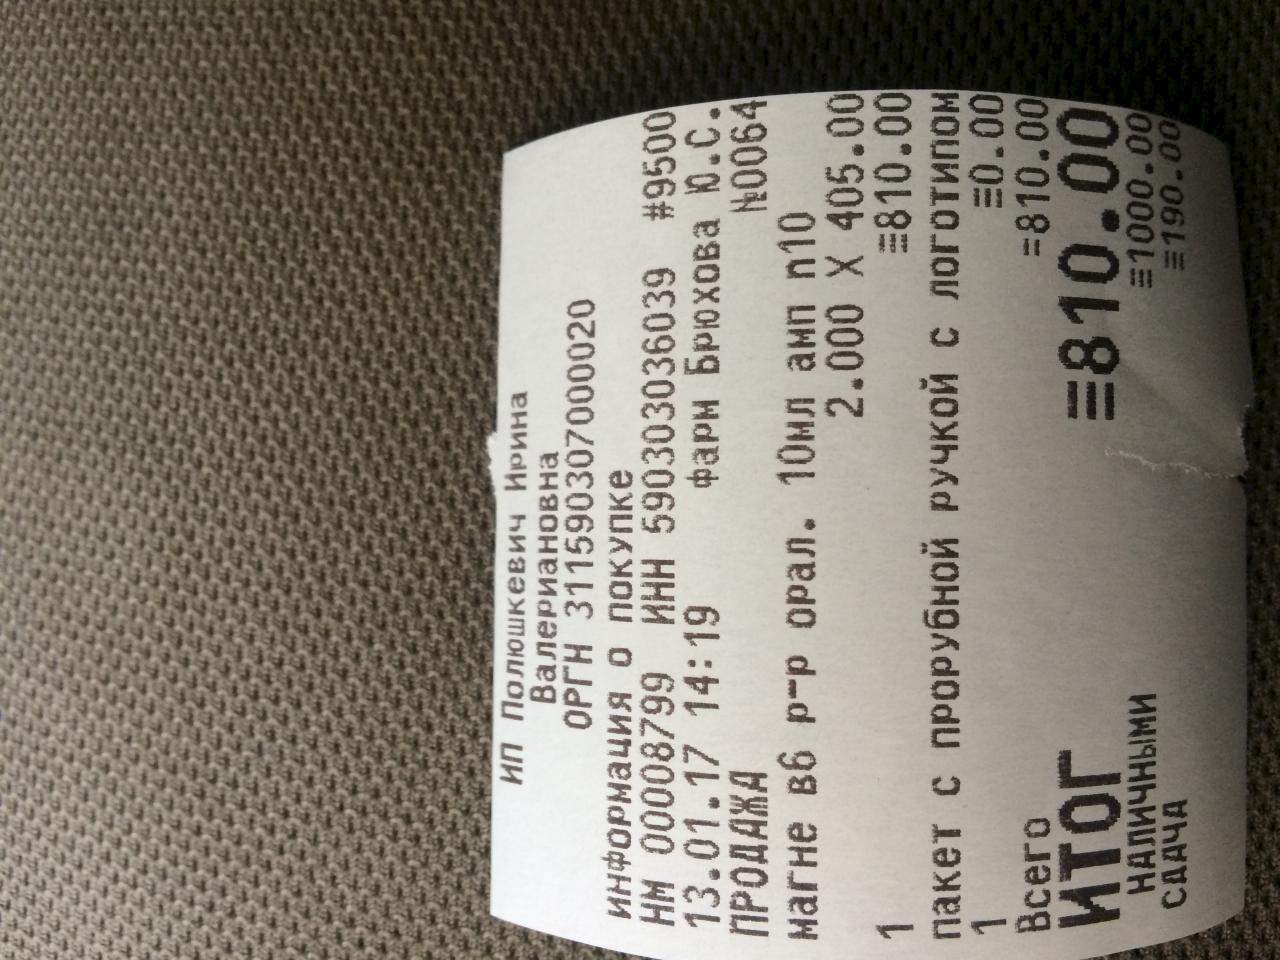 ИП Полюшкевич Ирина
Валериановна
ОРГН 311590307000020
информация о покупке
НМ 00008799 ИНН 590303036039 #9500
13.01.17 14:19 фарм Брюхова Ю.С.
ПРОДАЖА №0064
магне в6 р-р орал. 10мл амп n10
2.000 X 405.00
1 ≡810.00
пакет с прорубной ручкой с логотипом
1 ≡0.00
Всего =810.00
ИТОГ ≡810.00
НАЛИЧНЫМИ ≡1000.00
СДАЧА ≡190.00